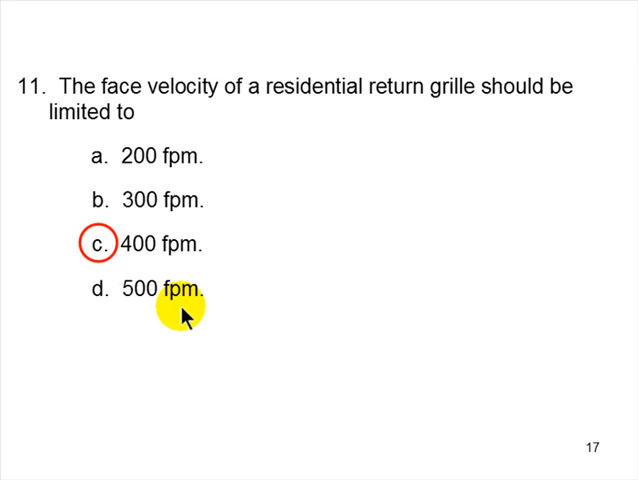 11. The face velocity of a residential return grille should be
limited to
a. 200 fpm.
b. 300 fpm.
c. 400 fpm.
d. 500 fpm.
17